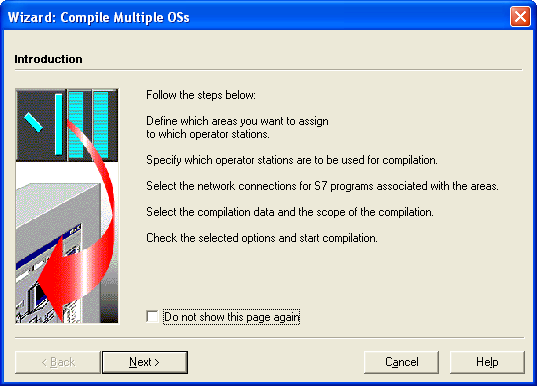 Wizard: Compile Multiple OSs
Introduction
Follow the steps below:
Define which areas you want to assign
to which operator stations.
Specify which operator stations are to be used for compilation.
Select the network connections for S7 programs associated with the areas.
Select the compilation data and the scope of the compilation.
Check the selected options and start compilation.
Do not show this page again
< Back
Next >
Cancel
Help